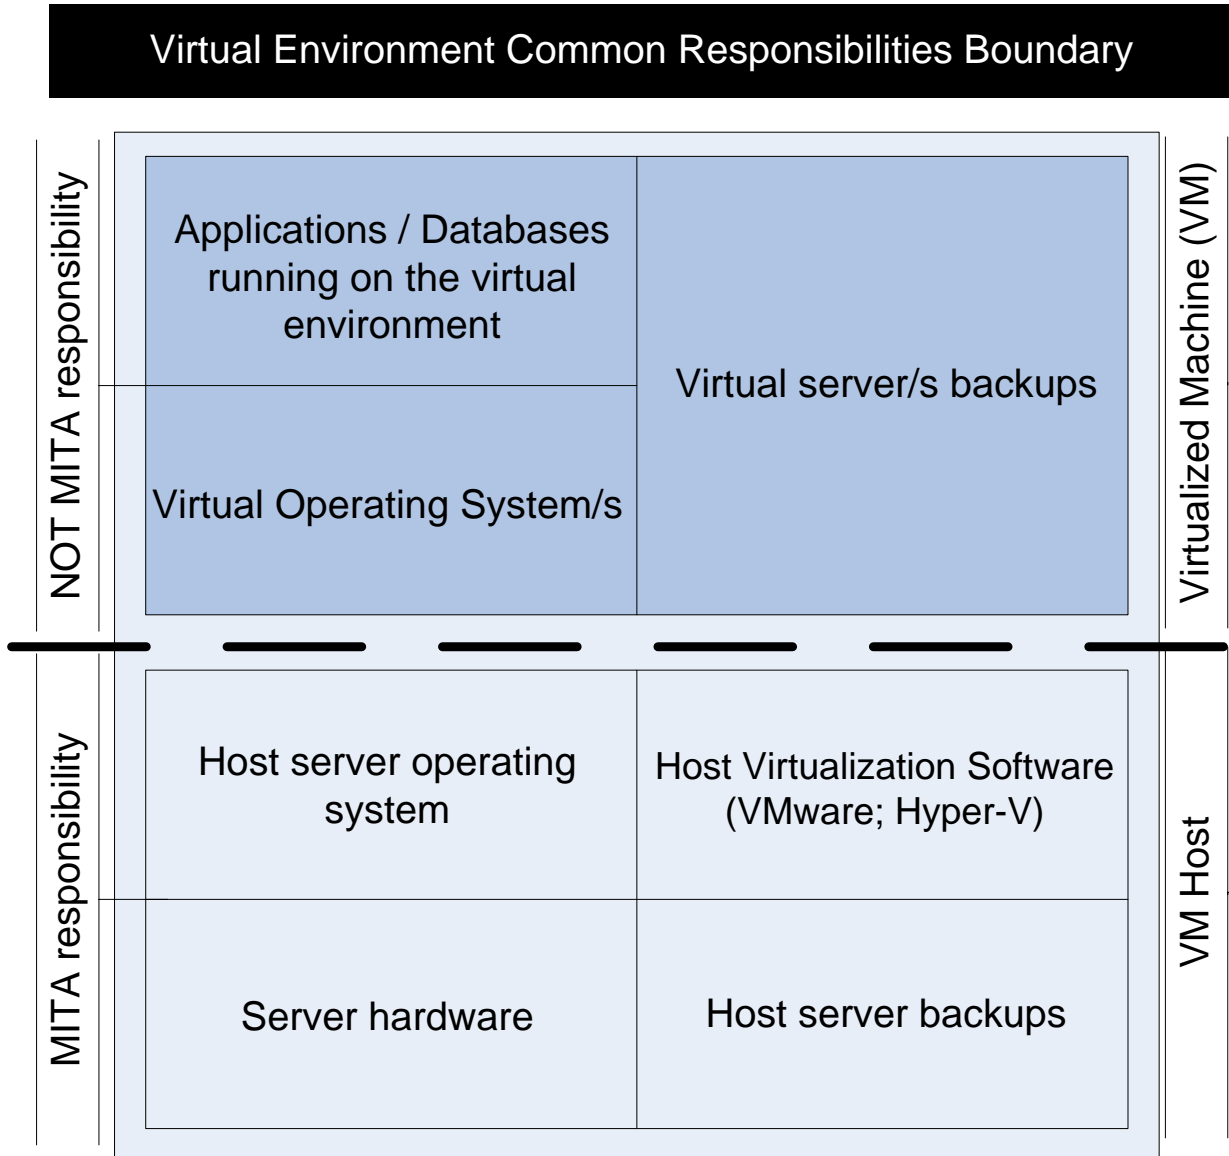 Virtual Environment Common Responsibilities Boundary
NOT MITA responsibility
Applications / Databases
running on the virtual
environment
Virtual server/s backups
Virtual Operating System/s
Virtualized Machine (VM)
MITA responsibility
Host server operating
system
Host Virtualization Software
(VMware; Hyper-V)
Server hardware
Host server backups
VM Host